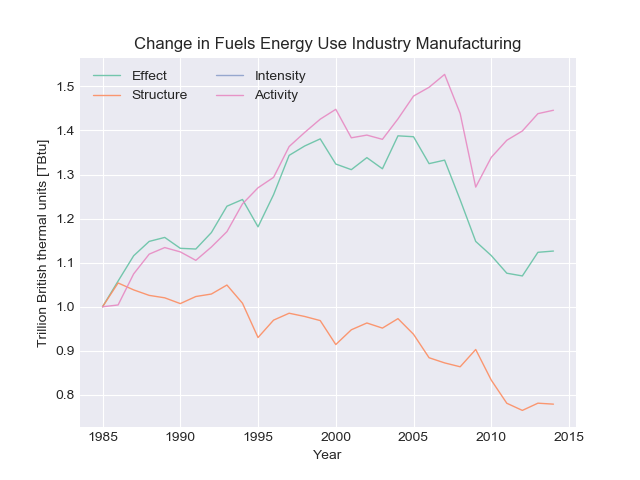 Change in Fuels Energy Use Industry Manufacturing
Effect
Structure
Intensity
Activity
Trillion British thermal units [TBtu]
1.5
1.4
1.3
1.2
1.1
1.0
0.9
0.8
1985 1990 1995 2000 2005 2010 2015
Year